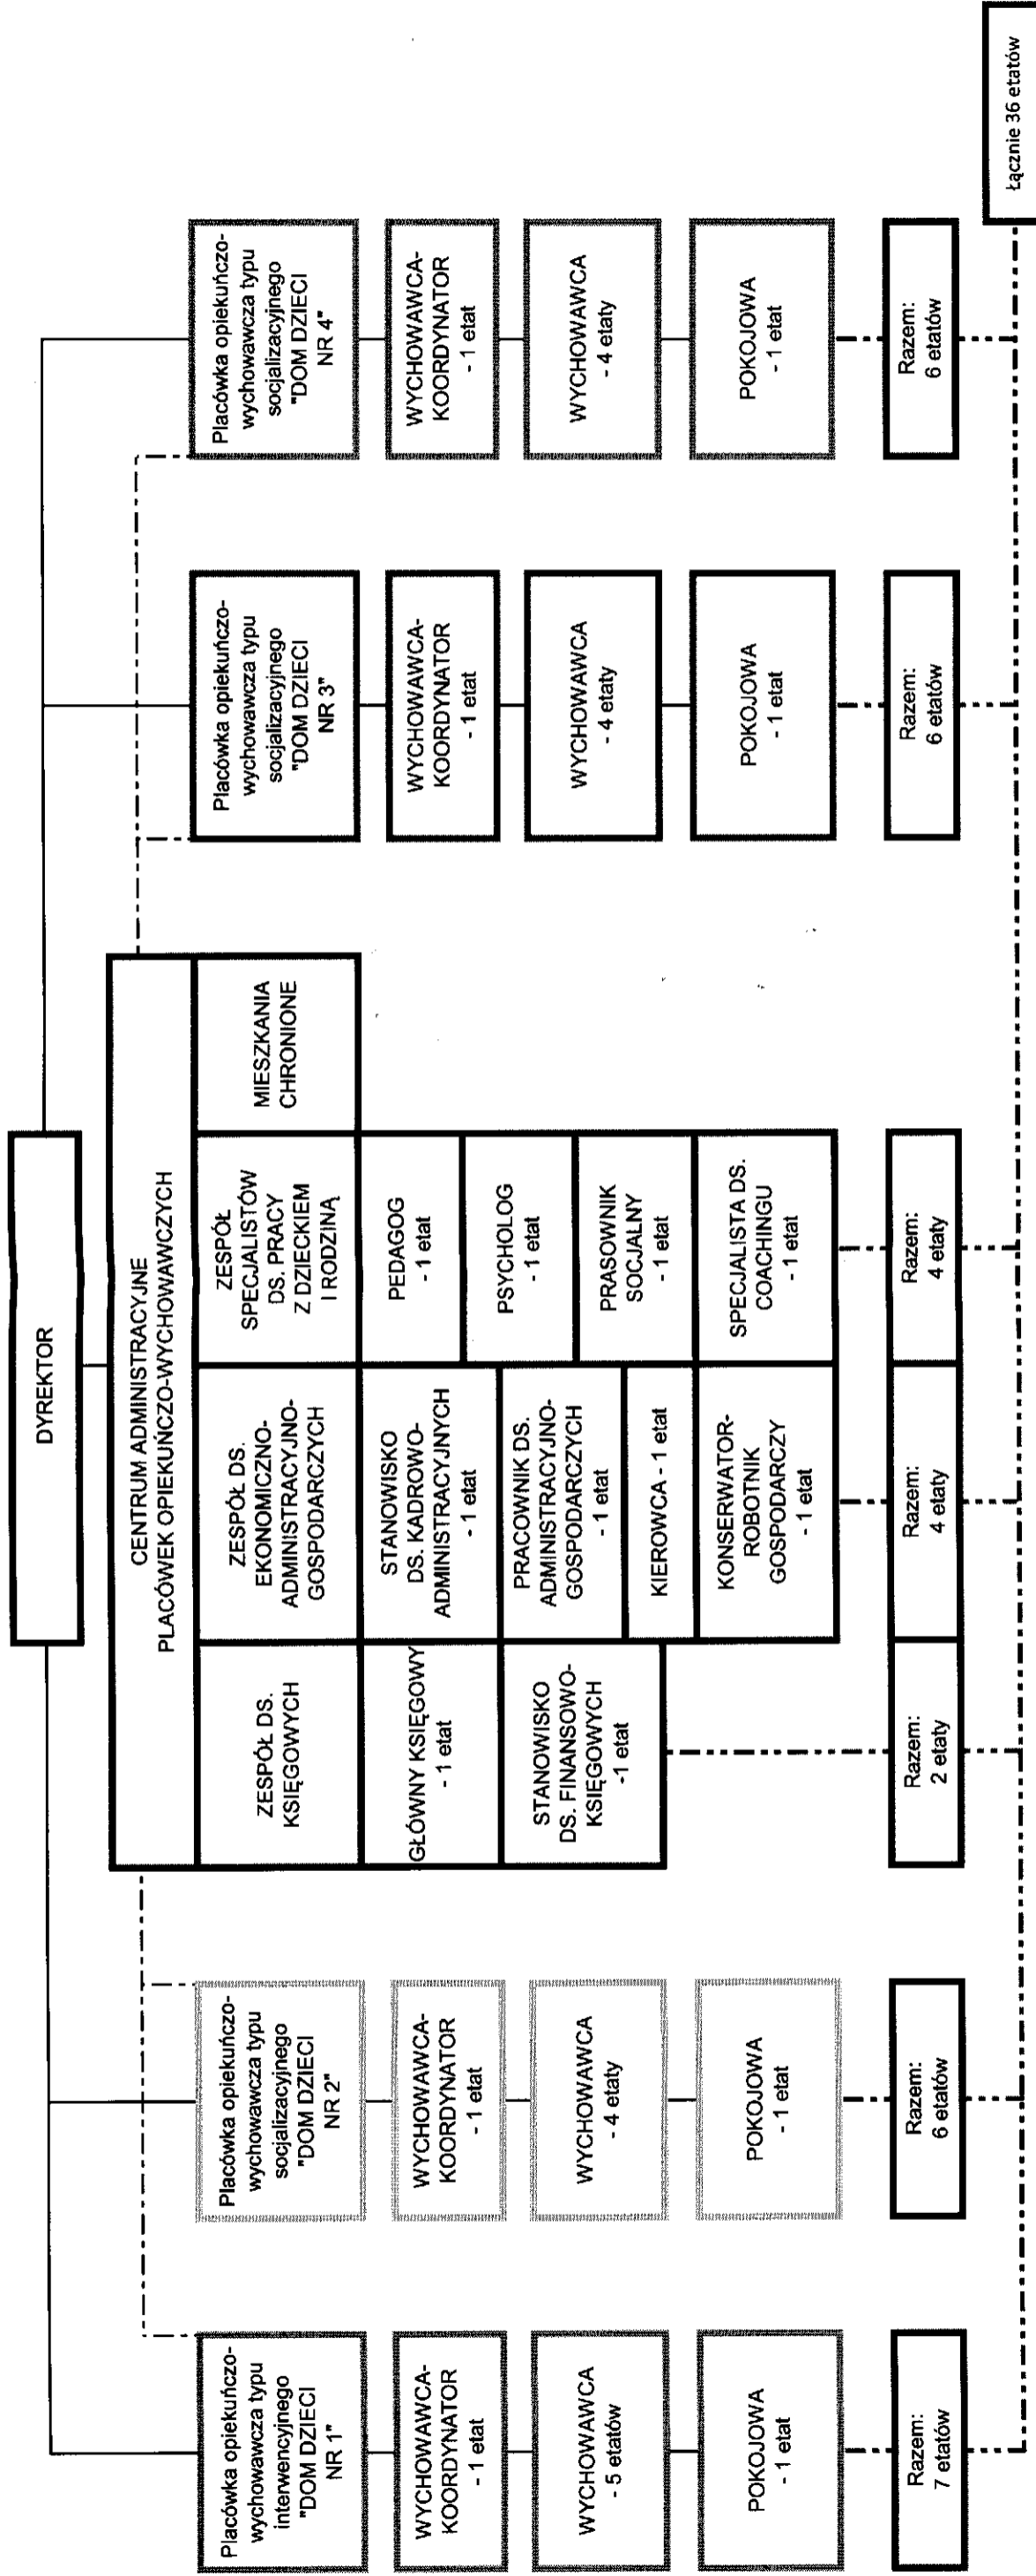 DYREKTOR
CENTRUM ADMINISTRACYJNE
PLACÓWEK OPIEKUŃCZO-WYCHOWAWCZYCH
Placówka opiekuńczo-
wychowawcza typu
interwencyjnego
"DOM DZIECI
NR 1"
WYCHOWAWCA-
KOORDYNATOR
- 1 etat
WYCHOWAWCA
- 5 etatów
POKOJOWA
- 1 etat
Razem:
7 etatów
Placówka opiekuńczo-
wychowawcza typu
socjalizacyjnego
"DOM DZIECI
NR 2"
WYCHOWAWCA-
KOORDYNATOR
- 1 etat
WYCHOWAWCA
- 4 etaty
POKOJOWA
- 1 etat
Razem:
6 etatów
ZESPÓŁ DS.
KSIĘGOWYCH
GŁÓWNY KSIĘGOWY
- 1 etat
STANOWISKO
DS. FINANSOWO-
KSIĘGOWYCH
-1 etat
Razem:
2 etaty
ZESPÓŁ DS.
EKONOMICZNO-
ADMINISTRACYJNO-
GOSPODARCZYCH
STANOWISKO
DS. KADROWO-
ADMINISTRACYJNYCH
- 1 etat
PRACOWNIK DS.
ADMINISTRACYJNO-
GOSPODARCZYCH
- 1 etat
KIEROWCA - 1 etat
KONSERWATOR-
ROBOTNIK
GOSPODARCZY
- 1 etat
Razem:
4 etaty
ZESPÓŁ
SPECJALISTÓW
DS. PRACY
Z DZIECKIEM
I RODZINĄ
PEDAGOG
- 1 etat
PSYCHOLOG
- 1 etat
PRASOWNIK
SOCJALNY
- 1 etat
SPECJALISTA DS.
COACHINGU
- 1 etat
Razem:
4 etaty
MIESZKANIA
CHRONIONE
Placówka opiekuńczo-
wychowawcza typu
socjalizacyjnego
"DOM DZIECI
NR 3"
WYCHOWAWCA-
KOORDYNATOR
- 1 etat
WYCHOWAWCA
- 4 etaty
POKOJOWA
- 1 etat
Razem:
6 etatów
Placówka opiekuńczo-
wychowawcza typu
socjalizacyjnego
"DOM DZIECI
NR 4"
WYCHOWAWCA-
KOORDYNATOR
- 1 etat
WYCHOWAWCA
- 4 etaty
POKOJOWA
- 1 etat
Razem:
6 etatów
Łącznie 36 etatów